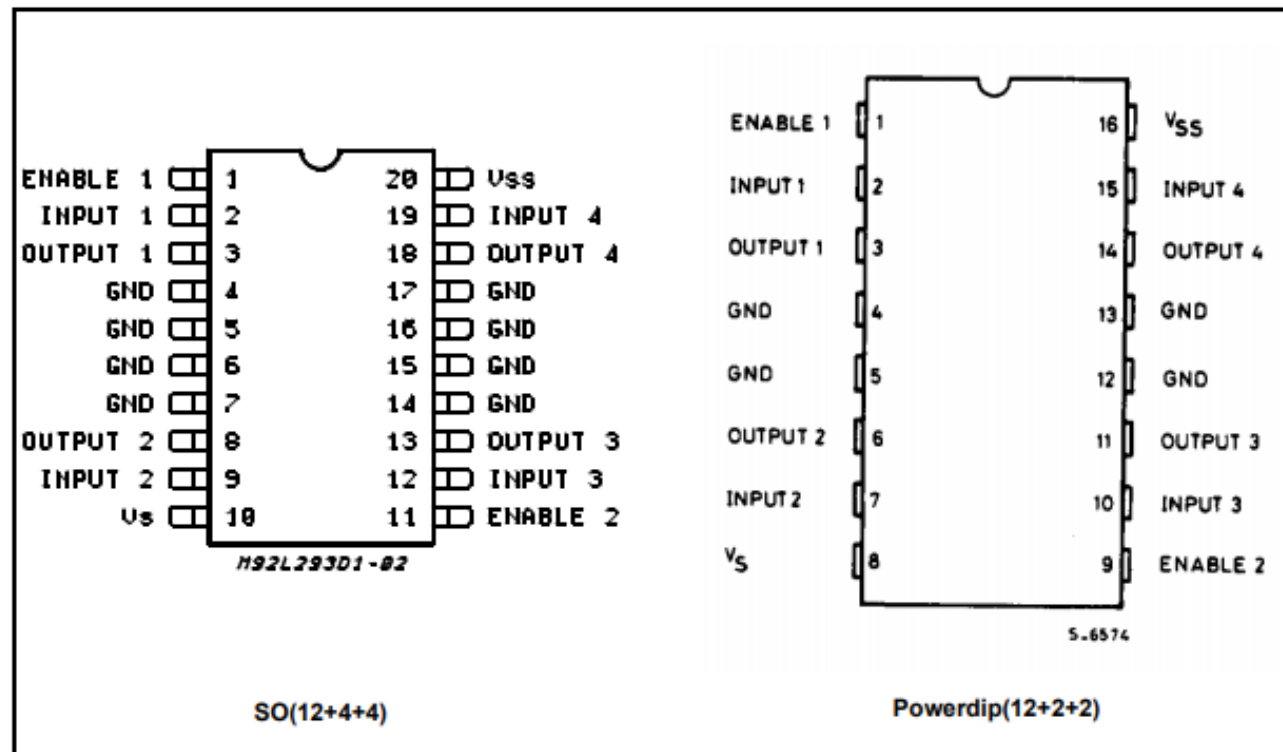 ENABLE 1 1 20 Vss
INPUT 1 2 19 INPUT 4
OUTPUT 1 3 18 OUTPUT 4
GND 4 17 GND
GND 5 16 GND
GND 6 15 GND
GND 7 14 GND
OUTPUT 2 8 13 OUTPUT 3
INPUT 2 9 12 INPUT 3
Vs 10 11 ENABLE 2
M92L293D1-02
SO(12+4+4)
ENABLE 1 1 16 VSS
INPUT 1 2 15 INPUT 4
OUTPUT 1 3 14 OUTPUT 4
GND 4 13 GND
GND 5 12 GND
OUTPUT 2 6 11 OUTPUT 3
INPUT 2 7 10 INPUT 3
VS 8 9 ENABLE 2
S-6574
Powerdip(12+2+2)